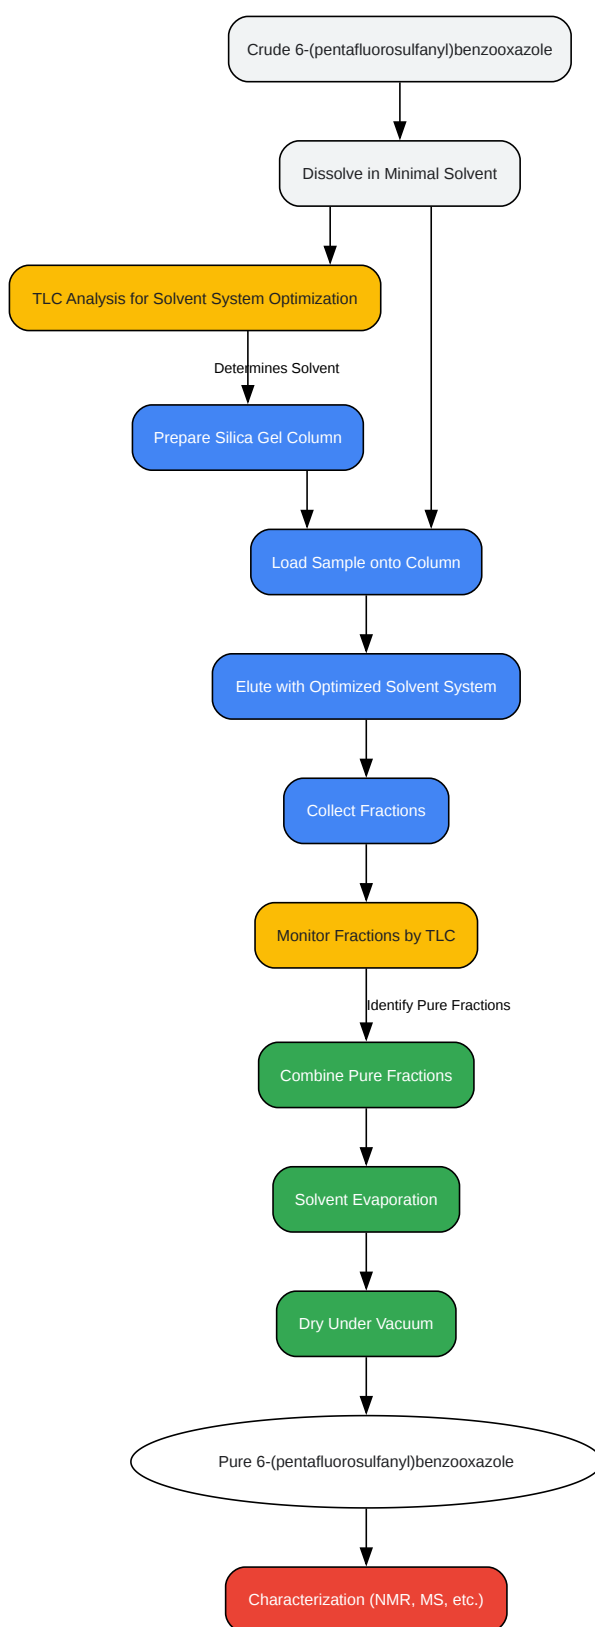 Crude 6-(pentafluorosulfanyl)benzooxazole
Dissolve in Minimal Solvent
TLC Analysis for Solvent System Optimization
Determines Solvent
Prepare Silica Gel Column
Load Sample onto Column
Elute with Optimized Solvent System
Collect Fractions
Monitor Fractions by TLC
Identify Pure Fractions
Combine Pure Fractions
Solvent Evaporation
Dry Under Vacuum
Pure 6-(pentafluorosulfanyl)benzooxazole
Characterization (NMR, MS, etc.)